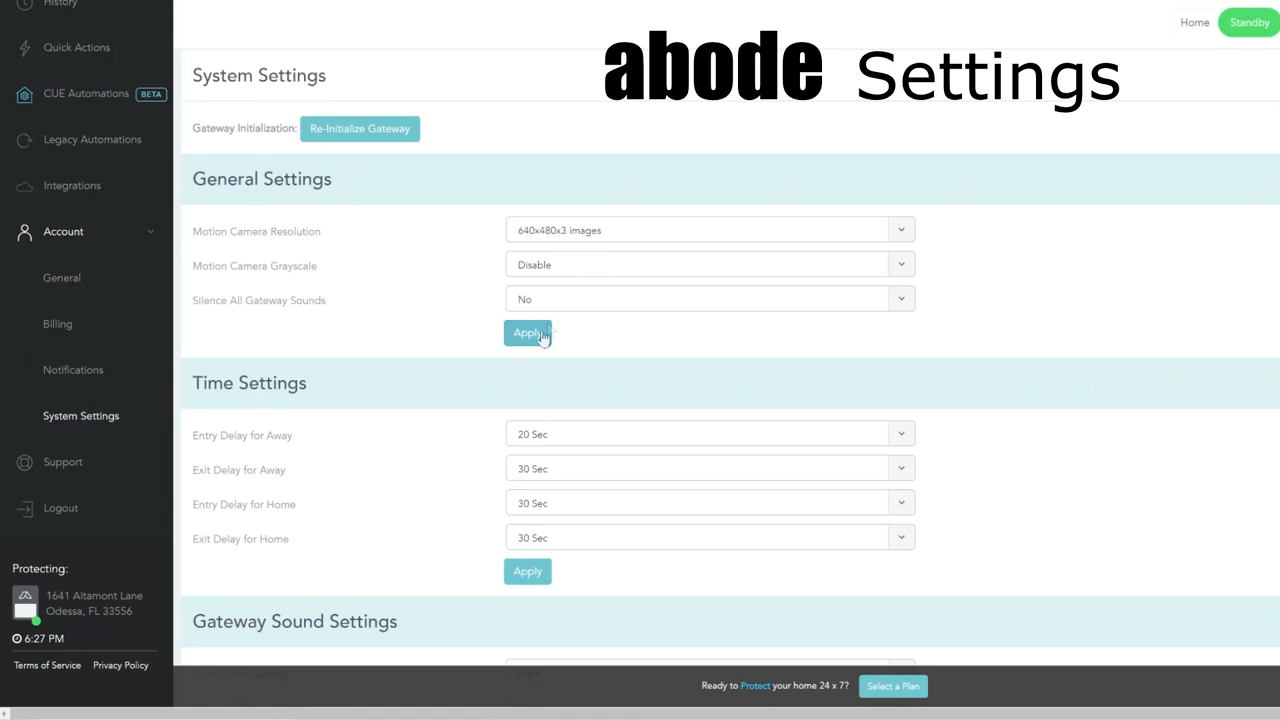 History
Quick Actions
CUE Automations BETA
Legacy Automations
Integrations
Account
General
Billing
Notifications
System Settings
Support
Logout
Protecting:
1641 Altamont Lane
Odessa, FL 33556
6:27 PM
Terms of Service Privacy Policy
Home Standby
abode Settings
System Settings
Gateway Initialization: Re-Initialize Gateway
General Settings
Motion Camera Resolution 640x480x3 images
Motion Camera Grayscale Disable
Silence All Gateway Sounds No
Apply
Time Settings
Entry Delay for Away 20 Sec
Exit Delay for Away 30 Sec
Entry Delay for Home 30 Sec
Exit Delay for Home 30 Sec
Apply
Gateway Sound Settings
Ready to Protect your home 24 x 7? Select a Plan